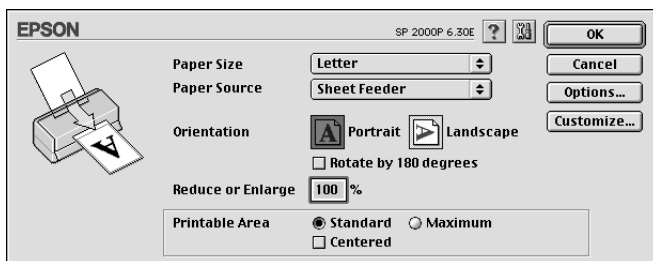 EPSON
SP 2000P 6.30E
?
OK
Paper Size
Letter
Cancel
Paper Source
Sheet Feeder
Options...
Orientation
A
Portrait
A
Landscape
Customize...
Rotate by 180 degrees
Reduce or Enlarge
100 %
Printable Area
Standard
Maximum
Centered
A